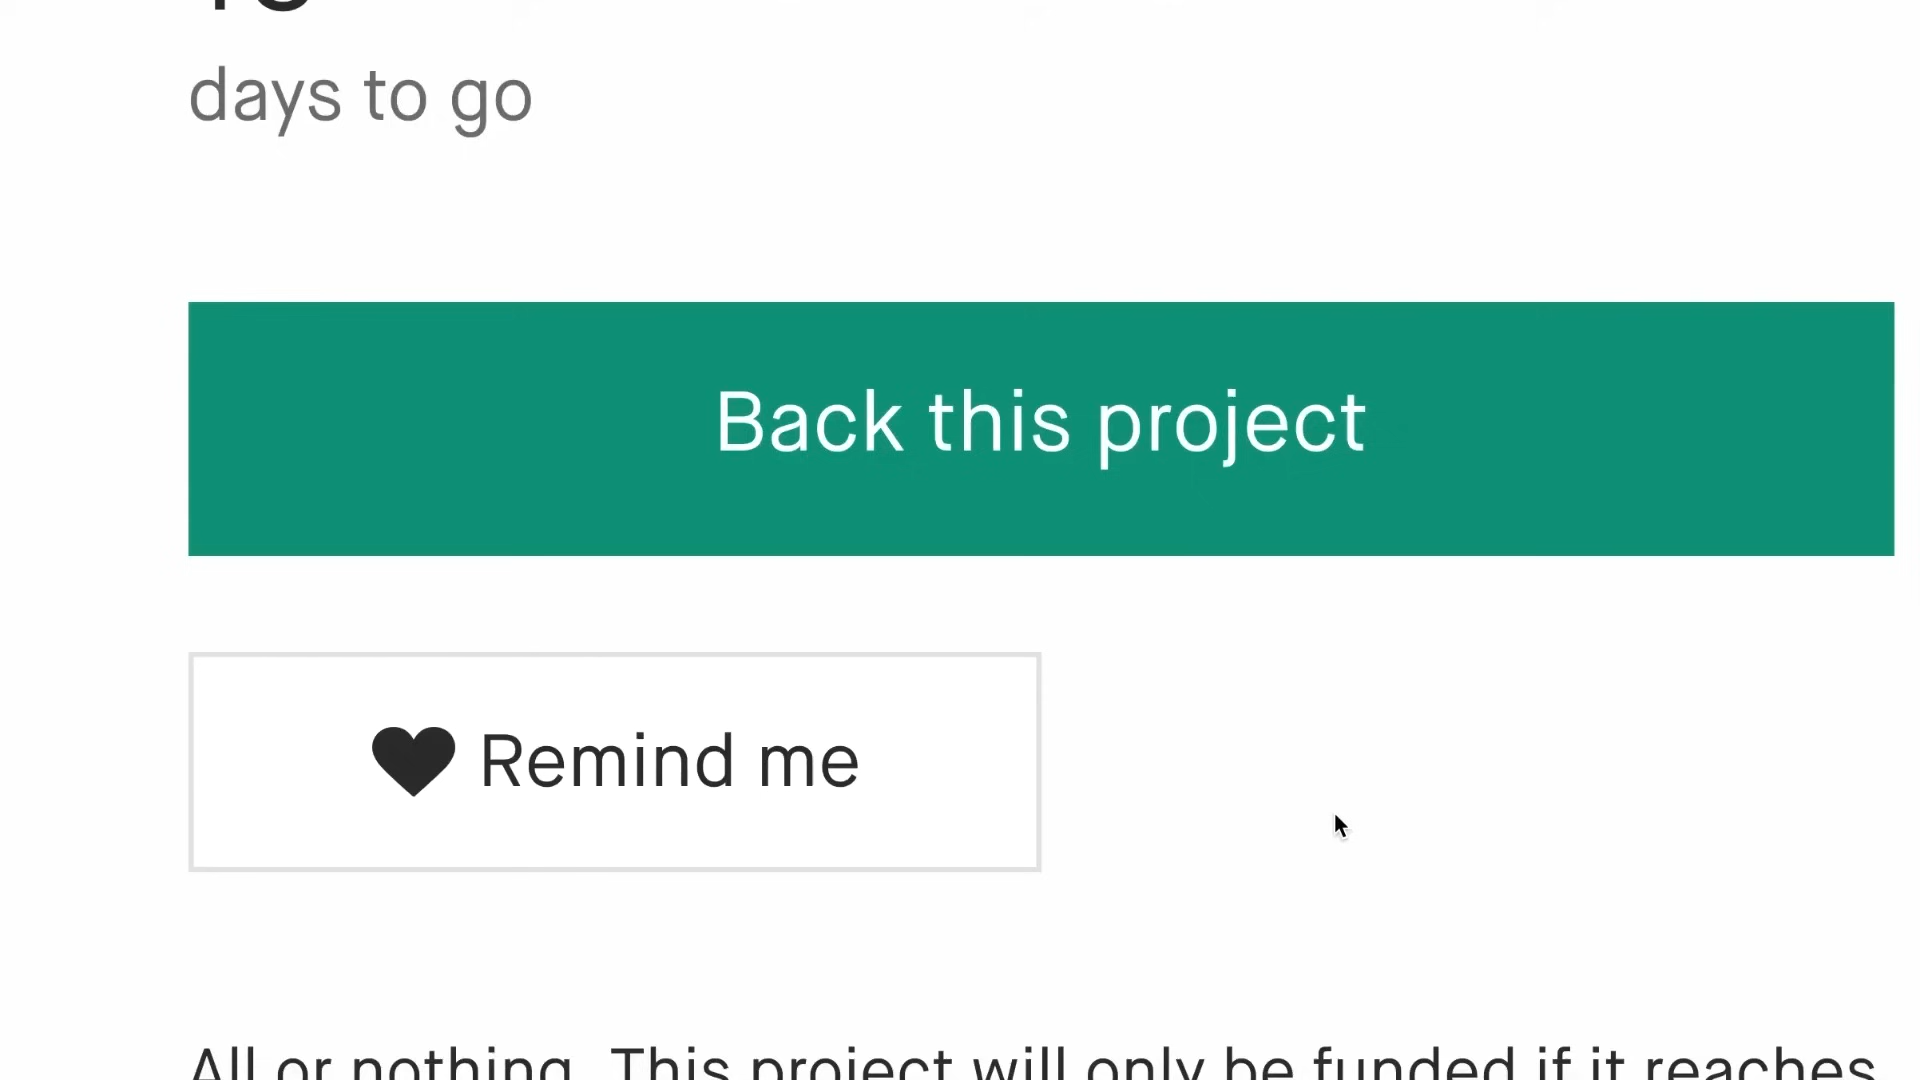 days to go
Back this project
Remind me
All or nothing. This project will only be funded if it reaches